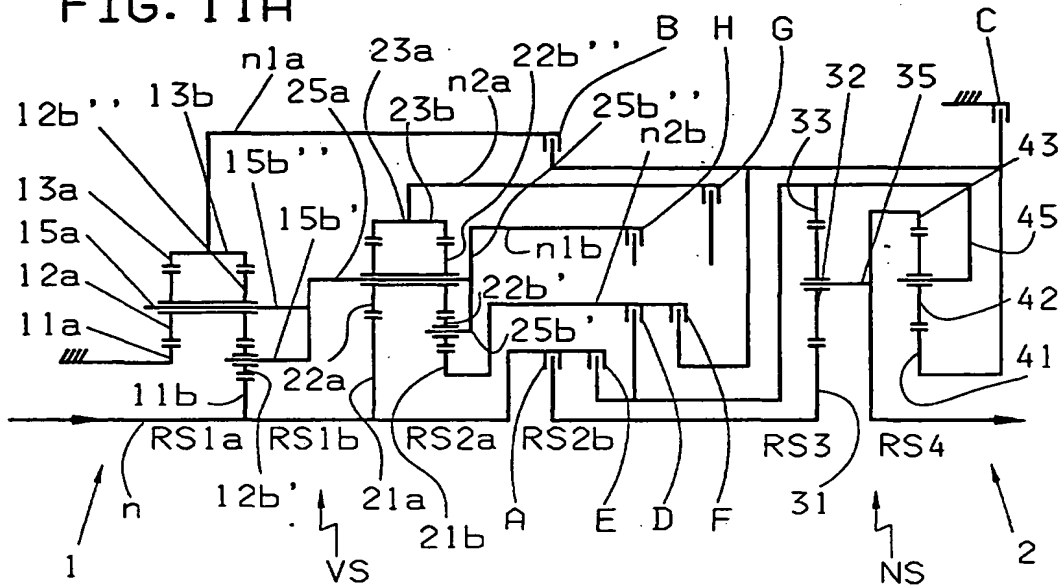 FIG. 11A
B H G C
n1a 23a n2a 22b''
12b'' 13b 25a 23b 25b'' n2b 32 35
15b'' 33 43
13a 15b'
15a n1b 45
12a 22b' 42
11a 22a 25b' 41
11b
RS1a RS1b RS2a RS2b RS3 RS4
n 12b' 21a 21b A E D F 31
1 VS NS 2